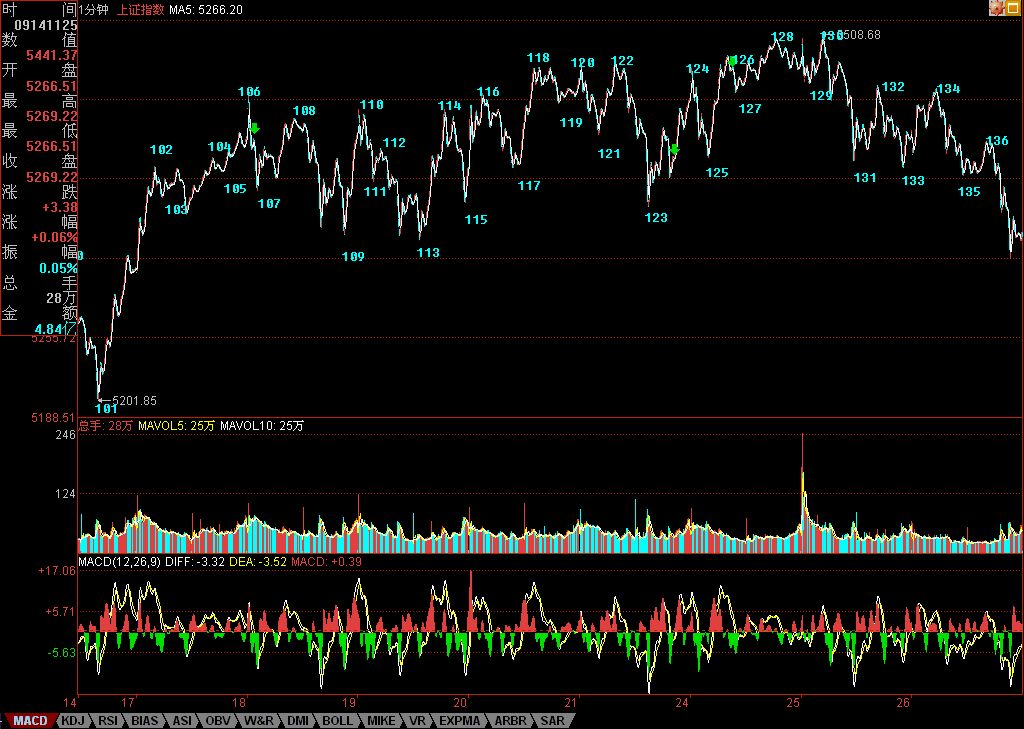 时 间 1分钟 上证指数 MA5: 5266.20
09141125
数 值
5441.37
开 盘
5266.51
最 高
5269.22
最 低
5266.51
收 盘
5269.22
涨 跌
+3.38
涨 幅
+0.06%
振 幅
0.05%
总 手
28万
金 额
4.84亿
5508.68
118 120 122 124 126 128 130
106 108 110 112 114 116 132 134
102 104 119 127 129 136
103 105 107 111 117 121 125 131 133 135
109 113 115 123
5255.72
101 5201.85
5188.51
总手: 28万 MAVOL5: 25万 MAVOL10: 25万
246
124
MACD(12,26,9) DIFF: -3.32 DEA: -3.52 MACD: +0.39
+17.06
+5.71
-5.63
14 17 18 19 20 21 24 25 26
MACD KDJ RSI BIAS ASI OBV W&R DMI BOLL MIKE VR EXPMA ARBR SAR